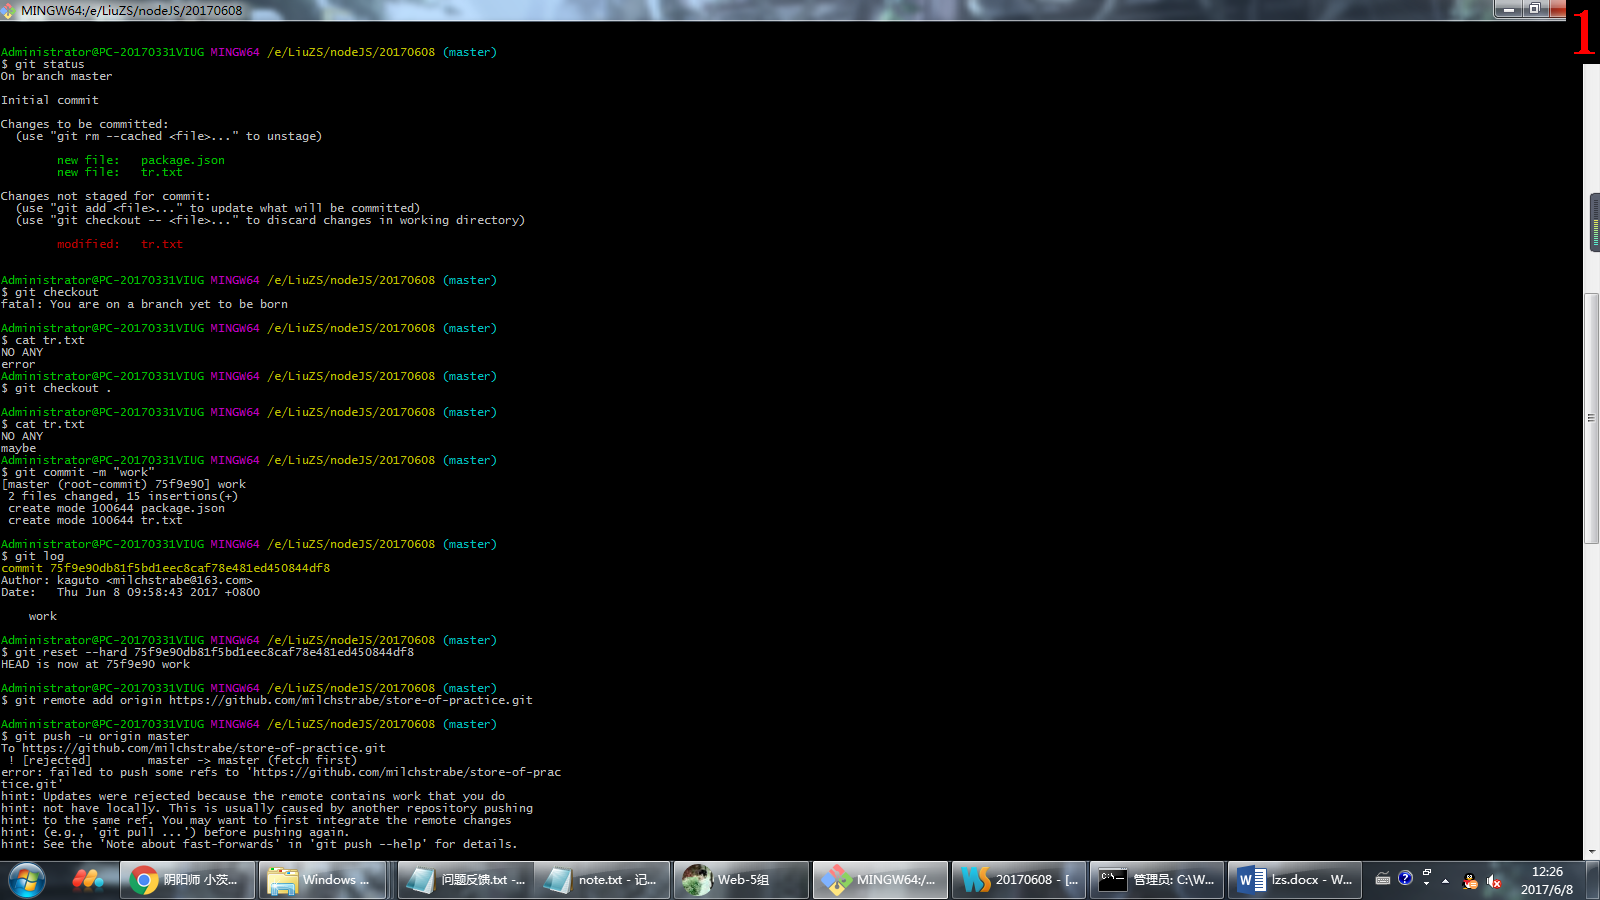 MINGW64:/e/LiuZS/nodeJS/20170608
1
Administrator@PC-20170331VIUG MINGW64 /e/LiuZS/nodeJS/20170608 (master)
$ git status
On branch master
Initial commit
Changes to be committed:
  (use "git rm --cached <file>..." to unstage)
        new file:   package.json
        new file:   tr.txt
Changes not staged for commit:
  (use "git add <file>..." to update what will be committed)
  (use "git checkout -- <file>..." to discard changes in working directory)
        modified:   tr.txt
Administrator@PC-20170331VIUG MINGW64 /e/LiuZS/nodeJS/20170608 (master)
$ git checkout
fatal: You are on a branch yet to be born
Administrator@PC-20170331VIUG MINGW64 /e/LiuZS/nodeJS/20170608 (master)
$ cat tr.txt
NO ANY
error
Administrator@PC-20170331VIUG MINGW64 /e/LiuZS/nodeJS/20170608 (master)
$ git checkout .
Administrator@PC-20170331VIUG MINGW64 /e/LiuZS/nodeJS/20170608 (master)
$ cat tr.txt
NO ANY
maybe
Administrator@PC-20170331VIUG MINGW64 /e/LiuZS/nodeJS/20170608 (master)
$ git commit -m "work"
[master (root-commit) 75f9e90] work
 2 files changed, 15 insertions(+)
 create mode 100644 package.json
 create mode 100644 tr.txt
Administrator@PC-20170331VIUG MINGW64 /e/LiuZS/nodeJS/20170608 (master)
$ git log
commit 75f9e90db81f5bd1eec8caf78e481ed450844df8
Author: kaguto <milchstrabe@163.com>
Date:   Thu Jun 8 09:58:43 2017 +0800
    work
Administrator@PC-20170331VIUG MINGW64 /e/LiuZS/nodeJS/20170608 (master)
$ git reset --hard 75f9e90db81f5bd1eec8caf78e481ed450844df8
HEAD is now at 75f9e90 work
Administrator@PC-20170331VIUG MINGW64 /e/LiuZS/nodeJS/20170608 (master)
$ git remote add origin https://github.com/milchstrabe/store-of-practice.git
Administrator@PC-20170331VIUG MINGW64 /e/LiuZS/nodeJS/20170608 (master)
$ git push -u origin master
To https://github.com/milchstrabe/store-of-practice.git
 ! [rejected]        master -> master (fetch first)
error: failed to push some refs to 'https://github.com/milchstrabe/store-of-prac
tice.git'
hint: Updates were rejected because the remote contains work that you do
hint: not have locally. This is usually caused by another repository pushing
hint: to the same ref. You may want to first integrate the remote changes
hint: (e.g., 'git pull ...') before pushing again.
hint: See the 'Note about fast-forwards' in 'git push --help' for details.
阴阳师 小茨... Windows ... 问题反馈.txt -... note.txt - 记... Web-5组 MINGW64:/... 20170608 - [... 管理员: C:\W... lzs.docx - W... 12:26
2017/6/8